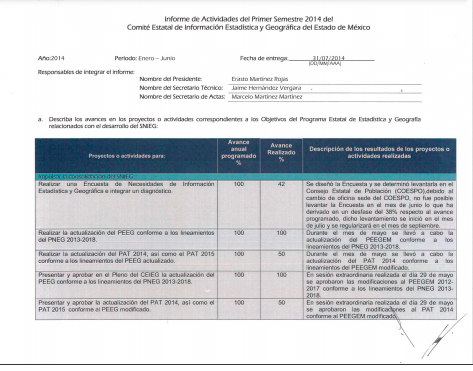 Informe de Actividades del Primer Semestre 2014 del
Comité Estatal de Información Estadística y Geográfica del Estado de México
Año:2014 Periodo: Enero – Junio Fecha de entrega: 31/07/2014
(DD/MM/AAAA)
Responsables de integrar el informe:
Nombre del Presidente: Erasto Martínez Rojas
Nombre del Secretario Técnico: Jaime Hernández Vergara
Nombre del Secretario de Actas: Marcelo Martínez Martínez
a. Describa los avances en los proyectos o actividades correspondientes a los Objetivos del Programa Estatal de Estadística y Geografía
relacionados con el desarrollo del SNIEG:
Proyectos o actividades para: Avance anual programado % Avance Realizado % Descripción de los resultados de los proyectos o actividades realizadas
Impulsar la consolidación del SNIEG
Realizar una Encuesta de Necesidades de Información
Estadística y Geográfica e integrar un diagnóstico.
100
42
Se diseñó la Encuesta y se determinó levantarla en el
Consejo Estatal de Población (COESPO),debido al
cambio de oficina sede del COESPO, no fue posible
levantar la Encuesta en el mes de junio lo que ha
derivado en un desfase del 38% respecto al avance
programado, dicho levantamiento se inició en el mes
de julio y se regularizará en el mes de septiembre.
Realizar la actualización del PEEG conforme a los lineamientos
del PNEG 2013-2018.
100
100
Durante el mes de mayo se llevó a cabo la
actualización del PEEGEM conforme a los
lineamientos del PNEG 2013-2018.
Realizar la actualización del PAT 2014, así como el PAT 2015
conforme a los lineamientos del PEEG actualizado.
100
50
Durante el mes de mayo se llevó a cabo la
actualización del PAT 2014 conforme a los
lineamientos del PEEGEM modificado.
Presentar y aprobar en el Pleno del CEIEG la actualización del
PEEG conforme a los lineamientos del PNEG 2013-2018.
100
100
En sesión extraordinaria realizada el día 29 de mayo
se aprobaron las modificaciones al PEEGEM 2012-
2017 conforme a los lineamientos del PNEG 2013-
2018.
Presentar y aprobar la actualización del PAT 2014, así como el
PAT 2015 conforme al PEEG modificado.
100
50
En sesión extraordinaria realizada el día 29 de mayo
se aprobaron las modificaciones al PAT 2014
conforme al PEEGEM modificado.